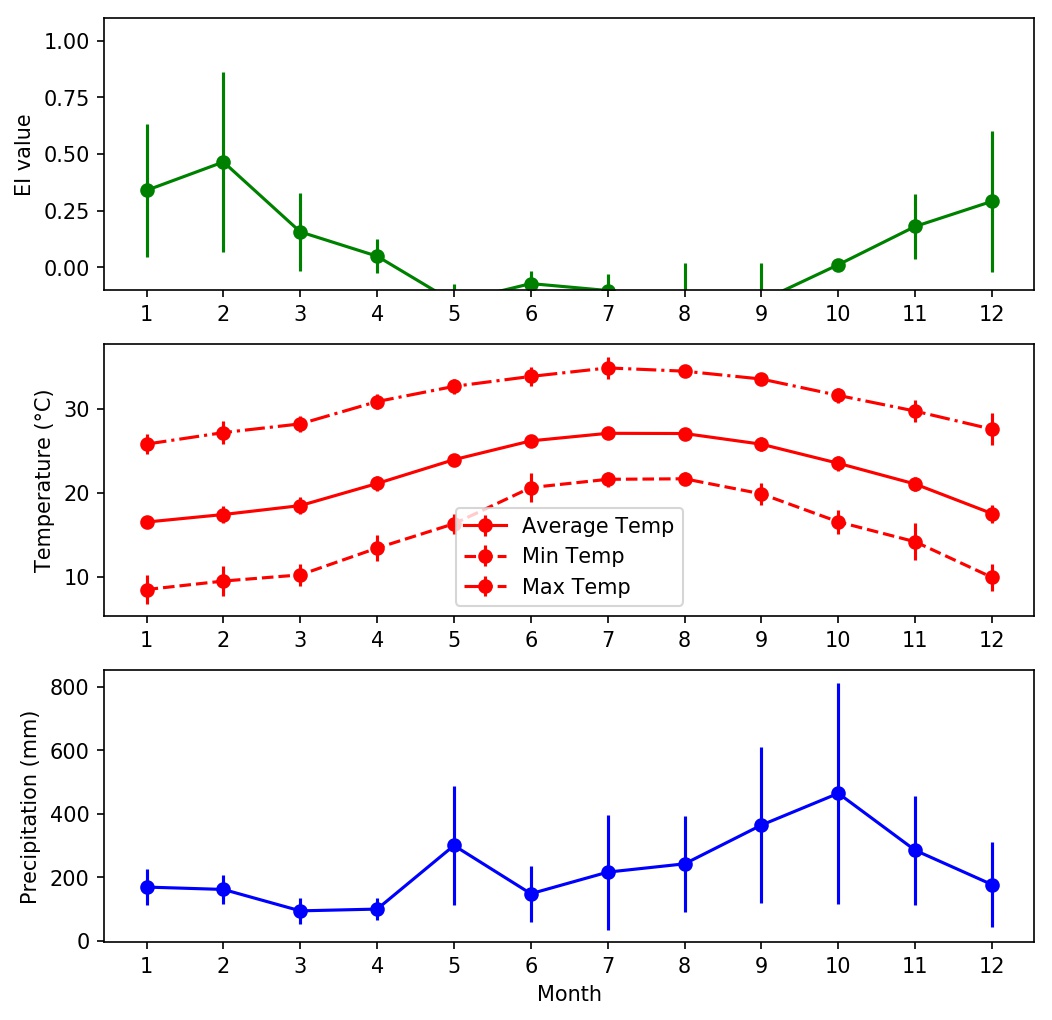 EI value
1.00
0.75
0.50
0.25
0.00
1 2 3 4 5 6 7 8 9 10 11 12
Temperature (°C)
30
20
10
Average Temp
Min Temp
Max Temp
1 2 3 4 5 6 7 8 9 10 11 12
Precipitation (mm)
800
600
400
200
0
1 2 3 4 5 6 7 8 9 10 11 12
Month